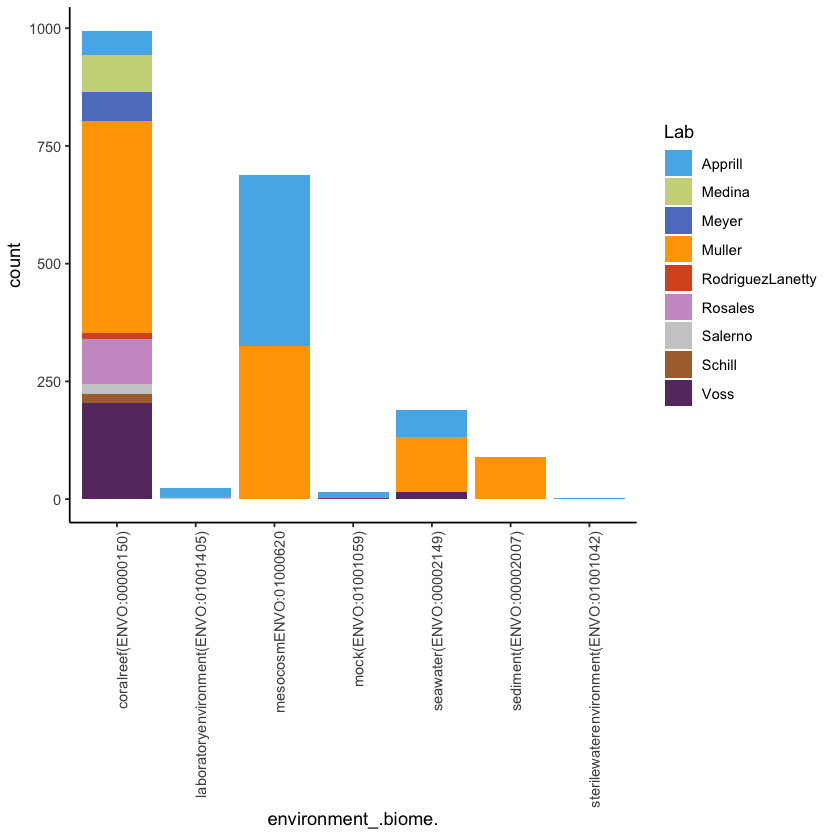 1000
750
500
250
0
count
coralreef(ENVO:00000150)
laboratoryenvironment(ENVO:01001405)
mesocosmENVO:01000620
mock(ENVO:01001059)
seawater(ENVO:00002149)
sediment(ENVO:00002007)
sterilewaterenvironment(ENVO:01001042)
environment_.biome.
Lab
Apprill
Medina
Meyer
Muller
RodriguezLanetty
Rosales
Salerno
Schill
Voss